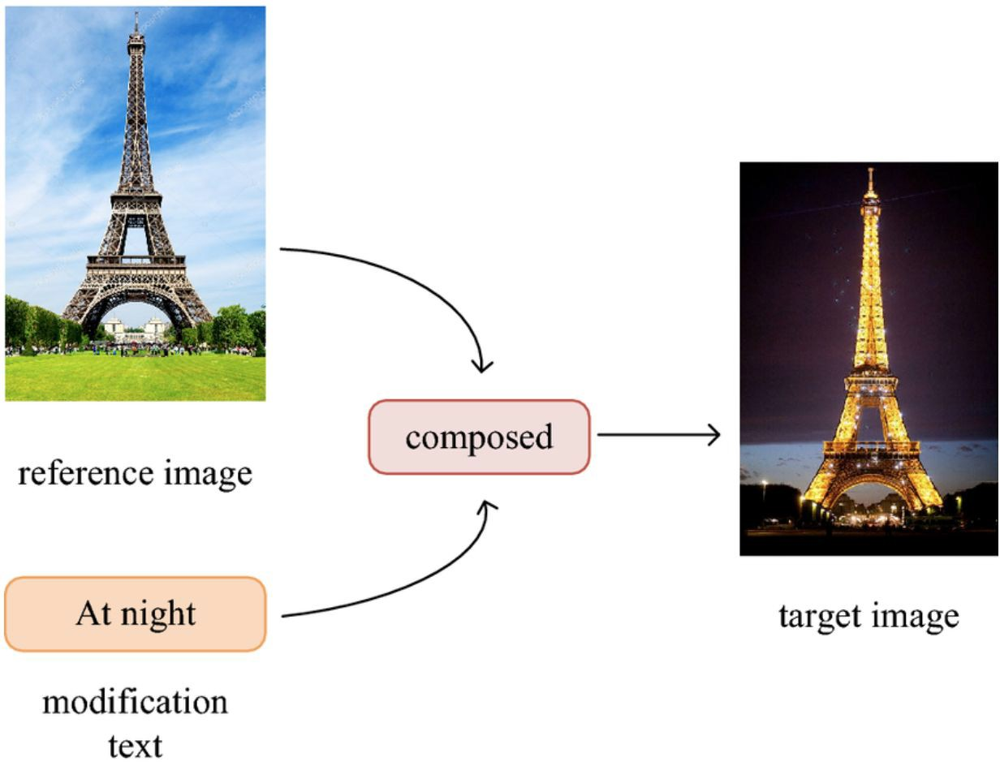 reference image
composed
At night
target image
modification
text